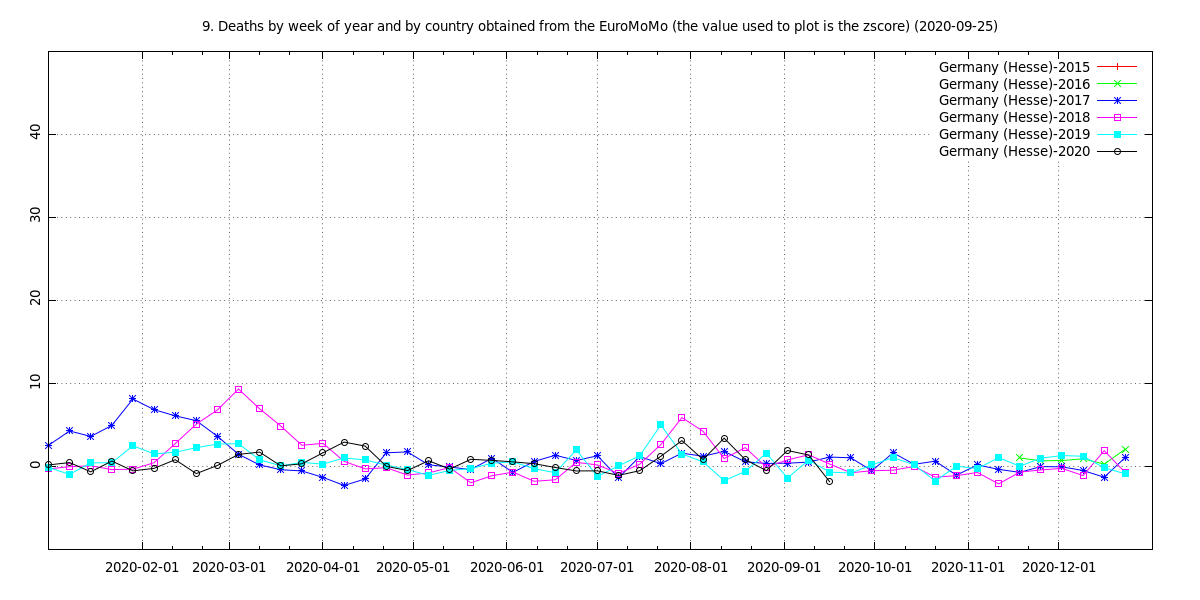 9. Deaths by week of year and by country obtained from the EuroMoMo (the value used to plot is the zscore) (2020-09-25)
Germany (Hesse)-2015
Germany (Hesse)-2016
Germany (Hesse)-2017
Germany (Hesse)-2018
Germany (Hesse)-2019
Germany (Hesse)-2020
40
30
20
10
0
2020-02-01 2020-03-01 2020-04-01 2020-05-01 2020-06-01 2020-07-01 2020-08-01 2020-09-01 2020-10-01 2020-11-01 2020-12-01